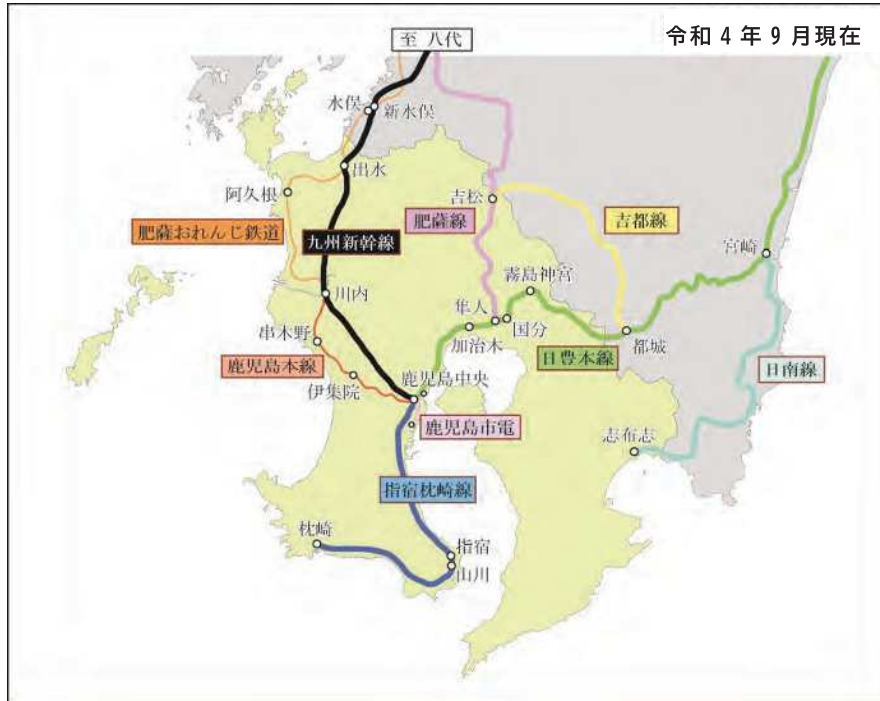 令和4年9月現在
至 八代
水俣
新水俣
出水
阿久根
吉松
肥薩線
吉都線
肥薩おれんじ鉄道
九州新幹線
宮崎
霧島神宮
川内
隼人
国分
串木野
加治木
都城
日豊本線
鹿児島本線
伊集院
鹿児島中央
日南線
鹿児島市電
志布志
指宿枕崎線
枕崎
指宿
山川